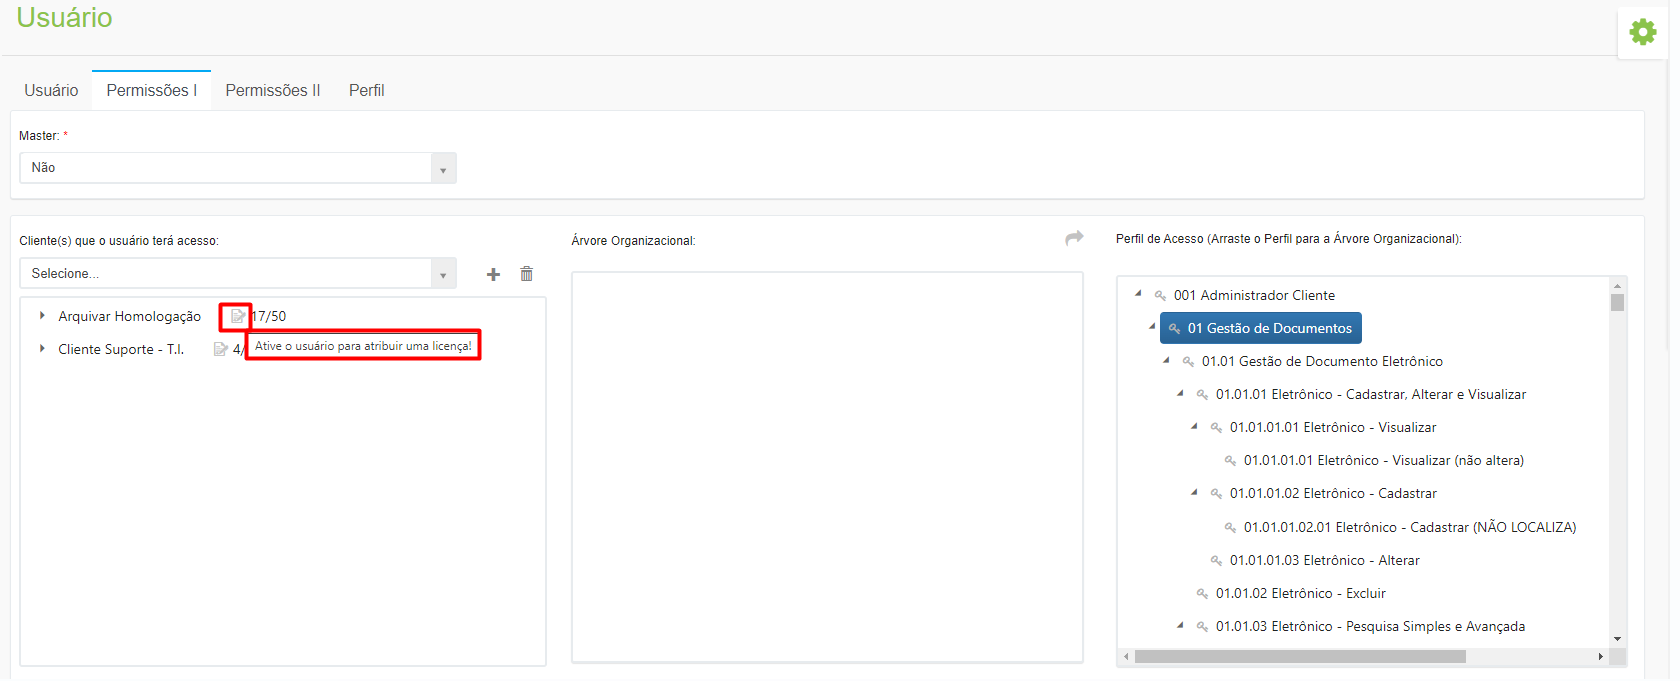 Usuário
Usuário Permissões I Permissões II Perfil
Master: *
Não
Cliente(s) que o usuário terá acesso:
Selecione...
Arquivar Homologação 17/50
Cliente Suporte - T.I. 4/
Ative o usuário para atribuir uma licença!
Árvore Organizacional:
Perfil de Acesso (Arraste o Perfil para a Árvore Organizacional):
001 Administrador Cliente
01 Gestão de Documentos
01.01 Gestão de Documento Eletrônico
01.01.01 Eletrônico - Cadastrar, Alterar e Visualizar
01.01.01.01 Eletrônico - Visualizar
01.01.01.01 Eletrônico - Visualizar (não altera)
01.01.01.02 Eletrônico - Cadastrar
01.01.01.02.01 Eletrônico - Cadastrar (NÃO LOCALIZA)
01.01.01.03 Eletrônico - Alterar
01.01.02 Eletrônico - Excluir
01.01.03 Eletrônico - Pesquisa Simples e Avançada